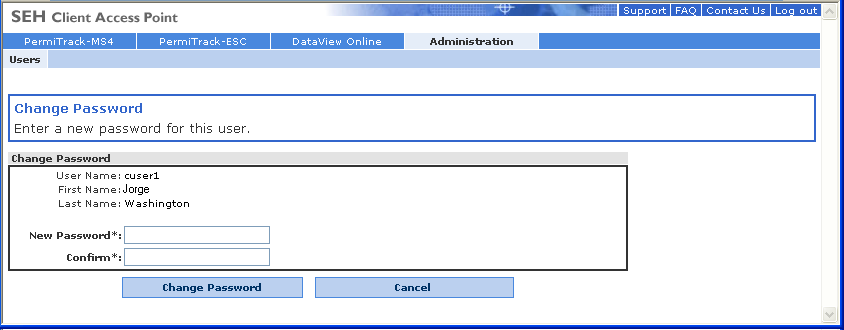 SEH Client Access Point
Support | FAQ | Contact Us | Log out
PermiTrack-MS4 PermiTrack-ESC DataView Online Administration
Users
Change Password
Enter a new password for this user.
Change Password
User Name: cuser1
First Name: Jorge
Last Name: Washington
New Password*:
Confirm*:
Change Password Cancel